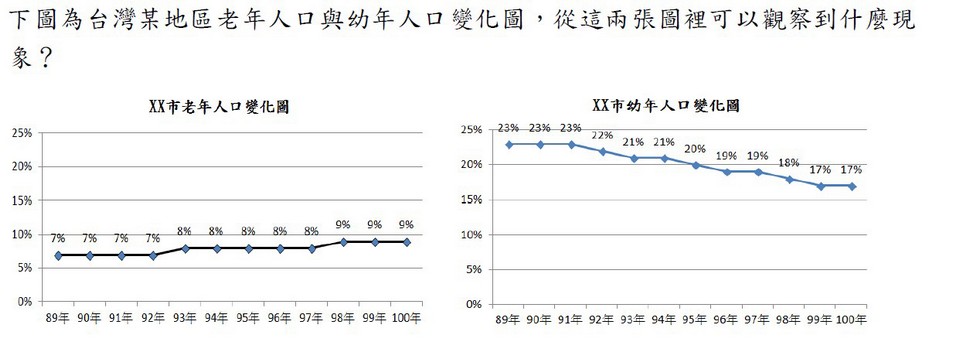 下圖為台灣某地區老年人口與幼年人口變化圖，從這兩張圖裡可以觀察到什麼現
象？
XX市老年人口變化圖
25%
20%
15%
10%
5%
0%
7% 7% 7% 7% 8% 8% 8% 8% 8% 9% 9% 9%
89年 90年 91年 92年 93年 94年 95年 96年 97年 98年 99年 100年
XX市幼年人口變化圖
25%
20%
15%
10%
5%
0%
23% 23% 23% 22% 21% 21% 20% 19% 19% 18% 17% 17%
89年 90年 91年 92年 93年 94年 95年 96年 97年 98年 99年 100年